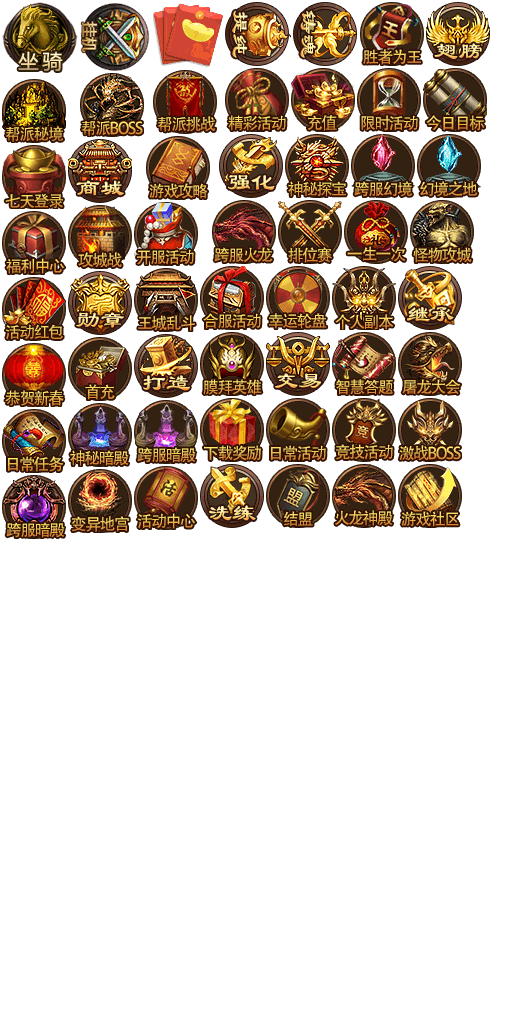 坐骑
提纯
铸魂
胜者为王
翅膀
帮派秘境
帮派BOSS
帮派挑战
精彩活动
充值
限时活动
今日目标
七天登录
商城
游戏攻略
强化
神秘探宝
跨服幻境
幻境之地
福利中心
攻城战
开服活动
跨服火龙
排位赛
一生一次
怪物攻城
活动红包
勋章
王城乱斗
合服活动
幸运轮盘
个人副本
继承
恭贺新春
首充
打造
膜拜英雄
交易
智慧答题
屠龙大会
日常任务
神秘暗殿
跨服暗殿
下载奖励
日常活动
竞技活动
激战BOSS
跨服暗殿
变异地宫
活动中心
洗练
结盟
火龙神殿
游戏社区